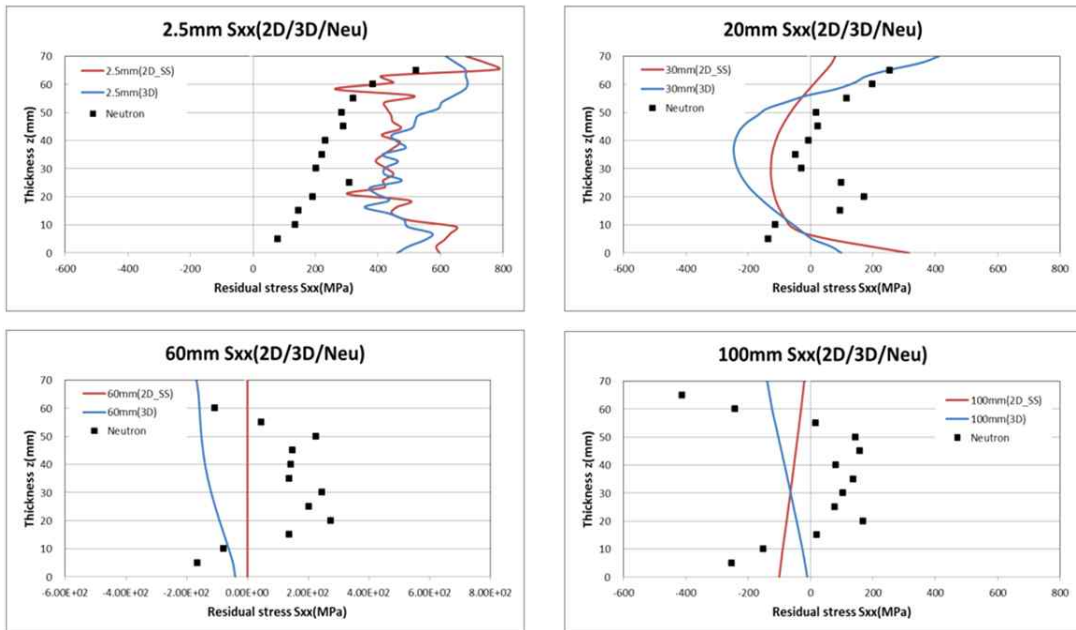 2.5mm Sxx(2D/3D/Neu)
Thickness z(mm)
70
60
50
40
30
20
10
0
2.5mm(2D_SS)
2.5mm(3D)
Neutron
-600
-400
-200
0
200
400
600
800
Residual stress Sxx(MPa)
20mm Sxx(2D/3D/Neu)
Thickness z(mm)
70
60
50
40
30
20
10
0
30mm(2D_SS)
30mm(3D)
Neutron
-600
-400
-200
0
200
400
600
800
Residual stress Sxx(MPa)
60mm Sxx(2D/3D/Neu)
Thickness z(mm)
70
60
50
40
30
20
10
0
60mm(2D_SS)
60mm(3D)
Neutron
-6.00E+02
-4.00E+02
-2.00E+02
0.00E+00
2.00E+02
4.00E+02
6.00E+02
8.00E+02
Residual stress Sxx(MPa)
100mm Sxx(2D/3D/Neu)
Thickness z(mm)
70
60
50
40
30
20
10
0
100mm(2D_SS)
100mm(3D)
Neutron
-600
-400
-200
0
200
400
600
800
Residual stress Sxx(MPa)